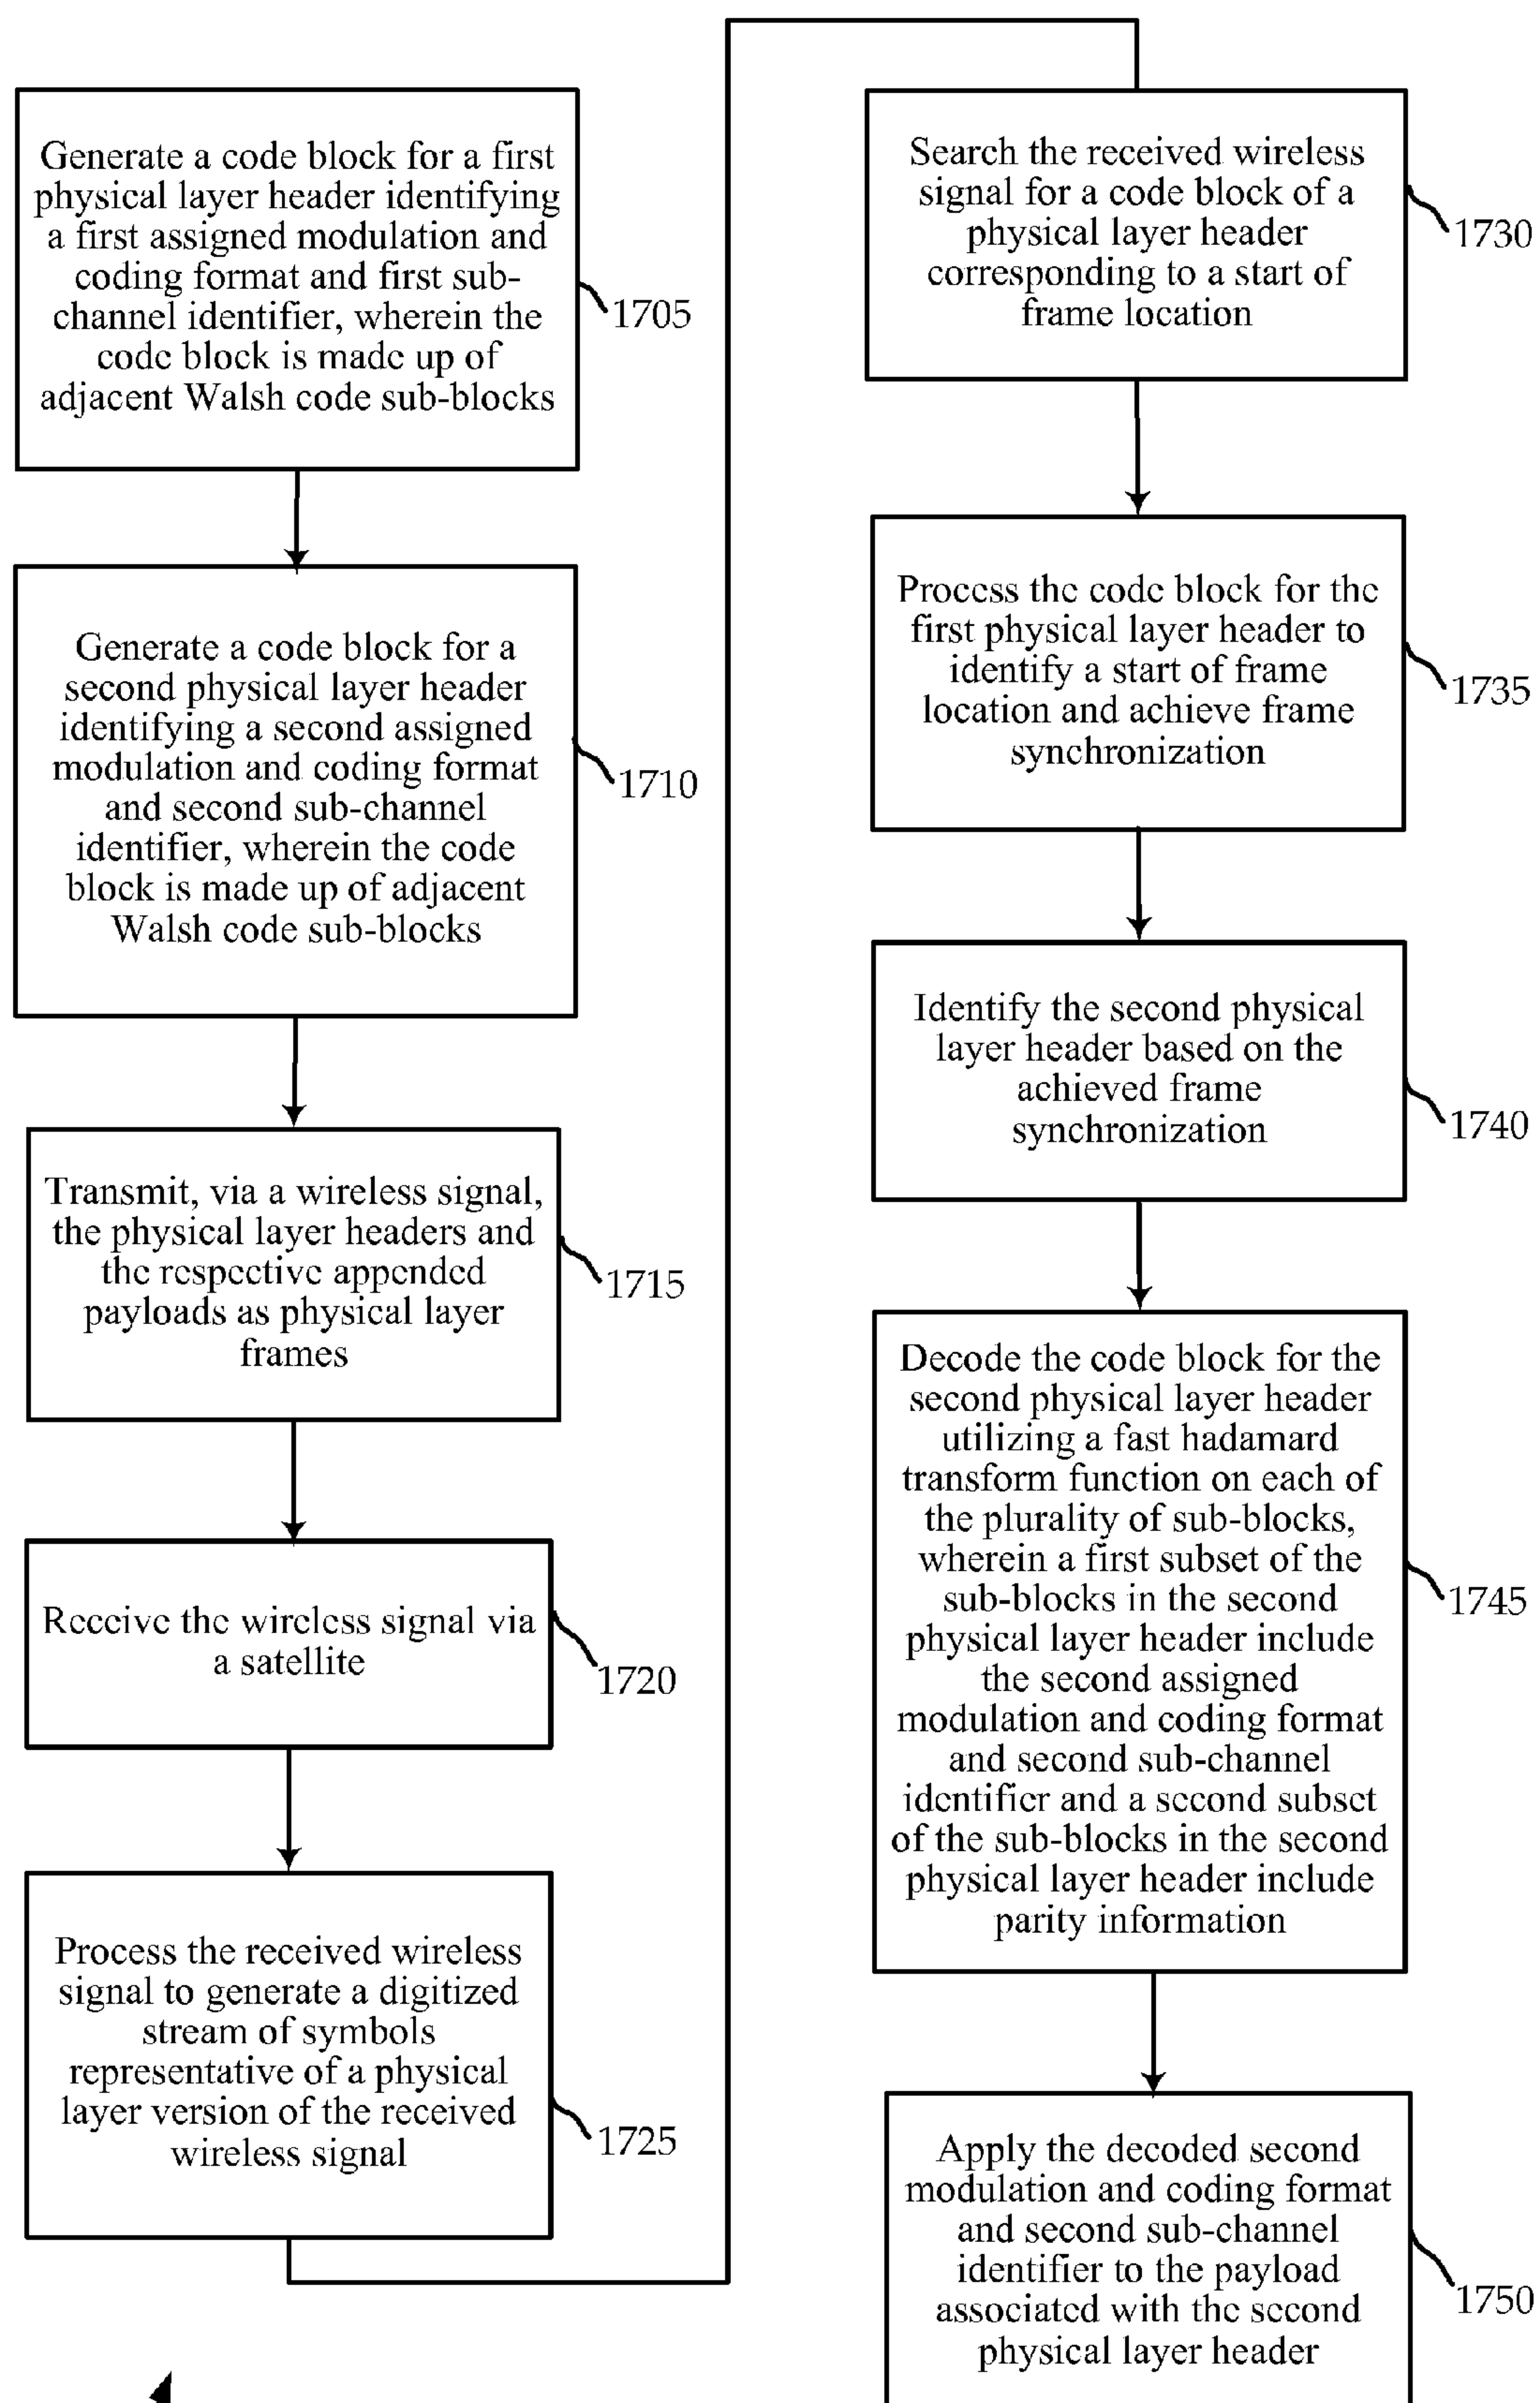 Generate a code block for a first
physical layer header identifying
a first assigned modulation and
coding format and first sub-
channel identifier, wherein the
code block is made up of
adjacent Walsh code sub-blocks
1705
Generate a code block for a
second physical layer header
identifying a second assigned
modulation and coding format
and second sub-channel
identifier, wherein the code
block is made up of adjacent
Walsh code sub-blocks
1710
Transmit, via a wireless signal,
the physical layer headers and
the respective appended
payloads as physical layer
frames
1715
Receive the wireless signal via
a satellite
1720
Process the received wireless
signal to generate a digitized
stream of symbols
representative of a physical
layer version of the received
wireless signal
1725
Search the received wireless
signal for a code block of a
physical layer header
corresponding to a start of
frame location
1730
Process the code block for the
first physical layer header to
identify a start of frame
location and achieve frame
synchronization
1735
Identify the second physical
layer header based on the
achieved frame
synchronization
1740
Decode the code block for the
second physical layer header
utilizing a fast hadamard
transform function on each of
the plurality of sub-blocks,
wherein a first subset of the
sub-blocks in the second
physical layer header include
the second assigned
modulation and coding format
and second sub-channel
identifier and a second subset
of the sub-blocks in the second
physical layer header include
parity information
1745
Apply the decoded second
modulation and coding format
and second sub-channel
identifier to the payload
associated with the second
physical layer header
1750